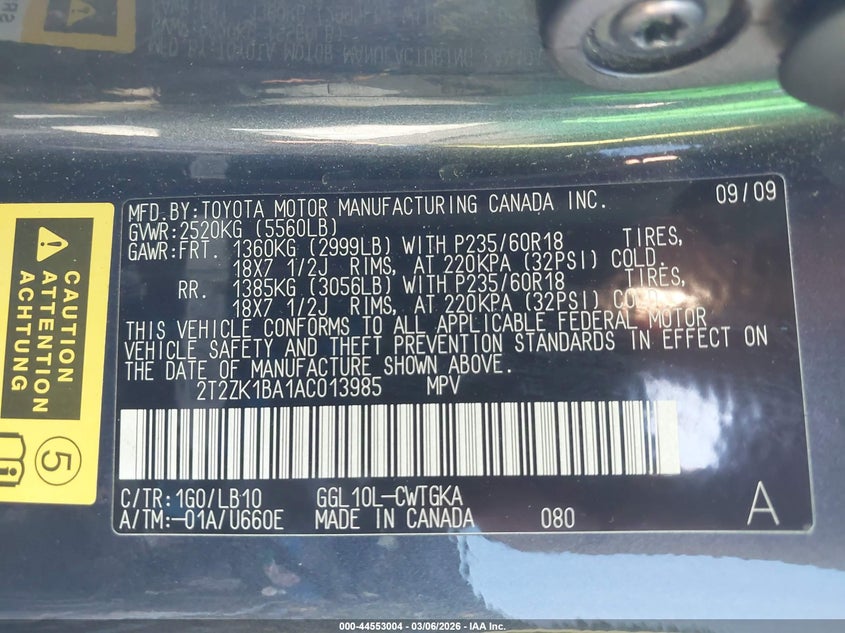 MFD.BY:TOYOTA MOTOR MANUFACTURING CANADA INC. 09/09
GVWR:2520KG (5560LB)
GAWR:FRT. 1360KG (2999LB) WITH P235/60R18 TIRES,
18X7 1/2J RIMS, AT 220KPA (32PSI) COLD.
RR. 1385KG (3056LB) WITH P235/60R18 TIRES,
18X7 1/2J RIMS, AT 220KPA (32PSI) COLD.
THIS VEHICLE CONFORMS TO ALL APPLICABLE FEDERAL MOTOR
VEHICLE SAFETY AND THEFT PREVENTION STANDARDS IN EFFECT ON
THE DATE OF MANUFACTURE SHOWN ABOVE.
2T2ZK1BA1AC013985 MPV
C/TR:1G0/LB10 GGL10L-CWTGKA
A/TM:-01A/U660E MADE IN CANADA 080 A
CAUTION
ATTENTION
ACHTUNG
5
000-44553004 - 03/06/2026 - IAA Inc.